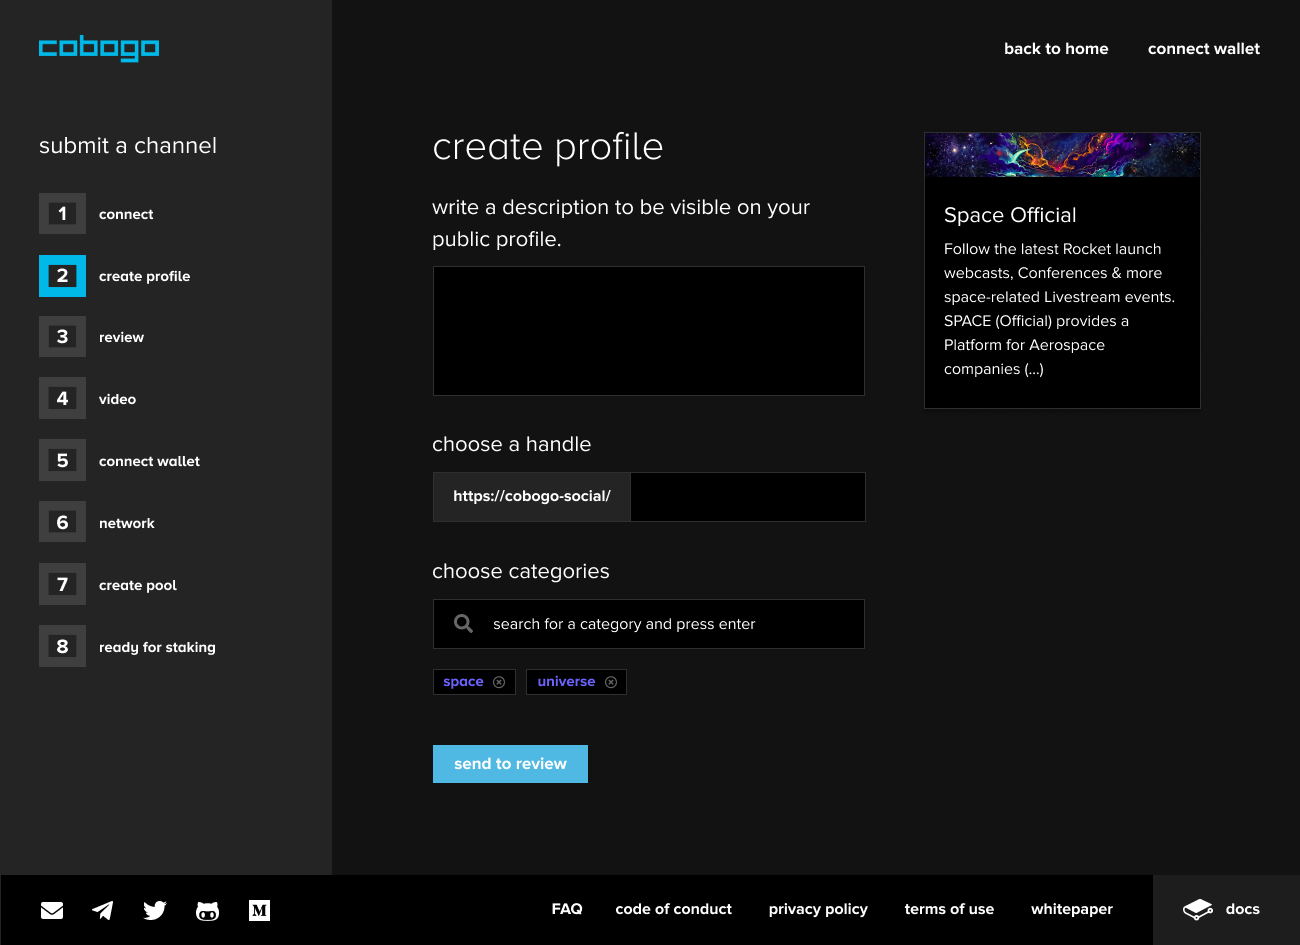 cobogo
back to home
connect wallet
submit a channel
1 connect
2 create profile
3 review
4 video
5 connect wallet
6 network
7 create pool
8 ready for staking
create profile
write a description to be visible on your
public profile.
choose a handle
https://cobogo-social/
choose categories
search for a category and press enter
space
universe
send to review
Space Official
Follow the latest Rocket launch
webcasts, Conferences & more
space-related Livestream events.
SPACE (Official) provides a
Platform for Aerospace
companies (...)
M
FAQ
code of conduct
privacy policy
terms of use
whitepaper
docs